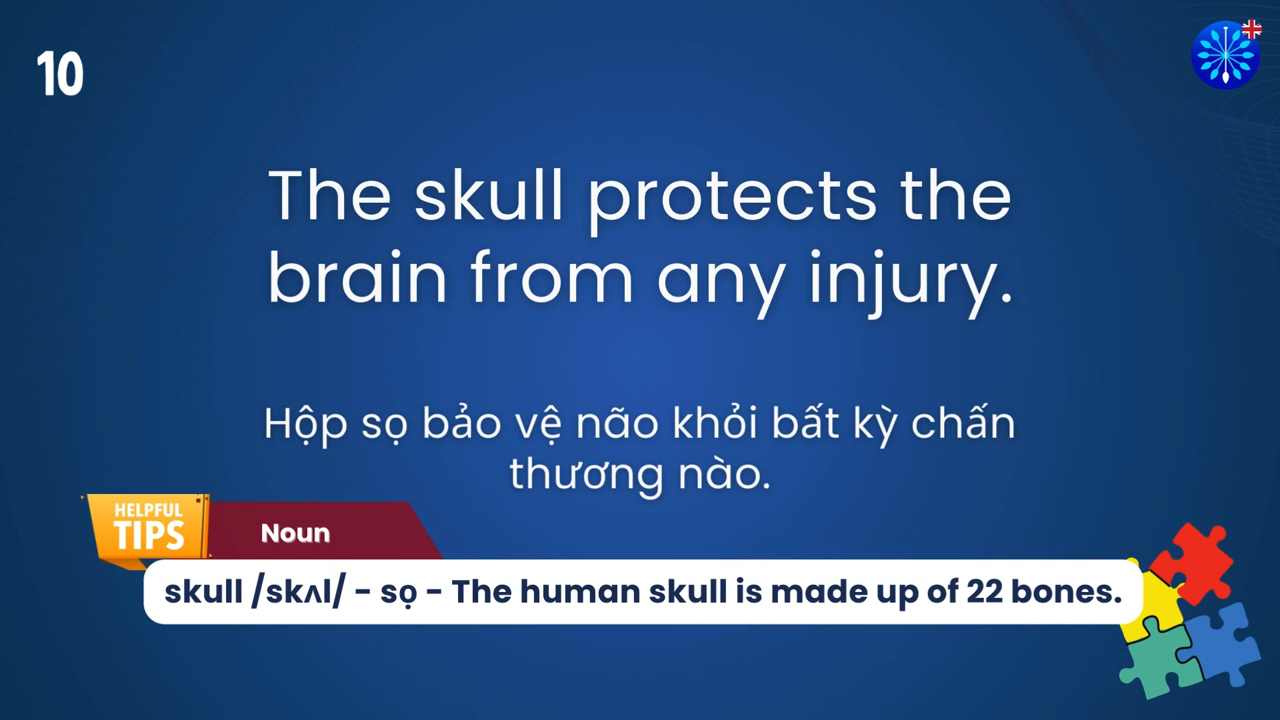 10
The skull protects the
brain from any injury.
Hộp sọ bảo vệ não khỏi bất kỳ chấn
thương nào.
HELPFUL
TIPS
Noun
skull /skʌl/ - sọ - The human skull is made up of 22 bones.